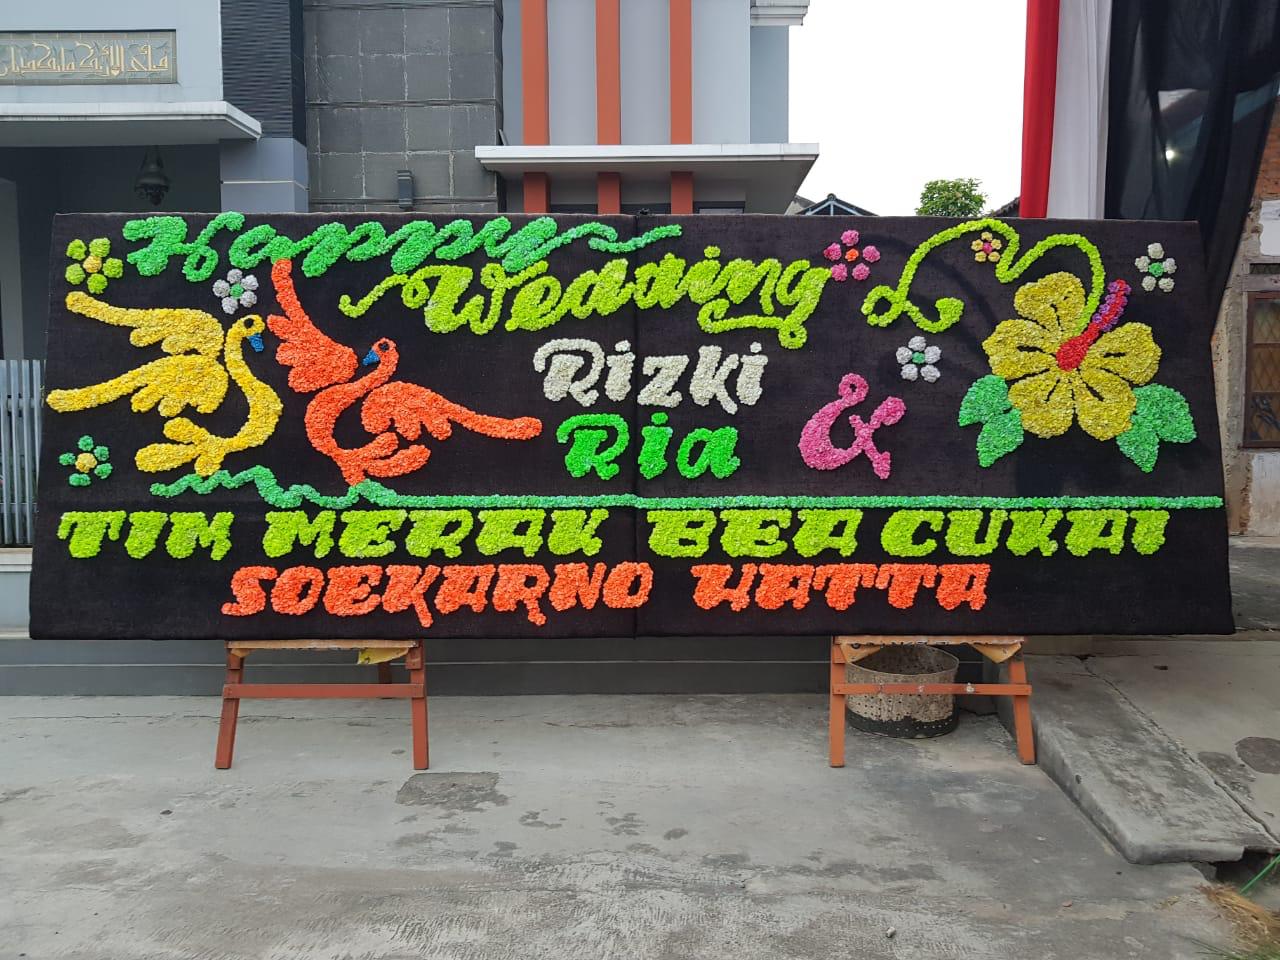 Happy
Wedding
Rizki
&
Ria
TIM MERAK BEA CUKAI
SOEKARNO HATTA